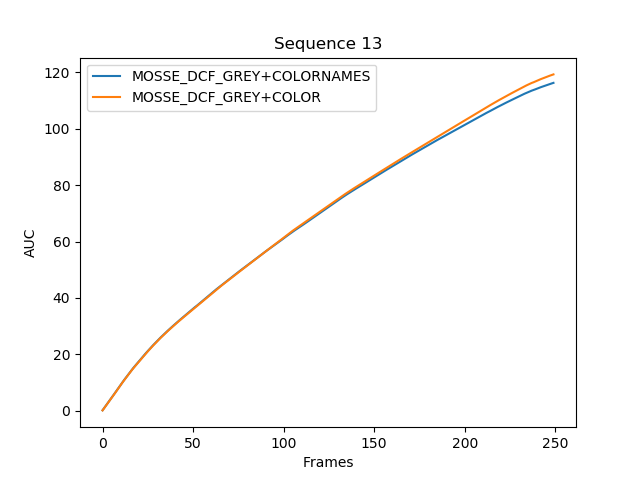 Sequence 13
MOSSE_DCF_GREY+COLORNAMES
MOSSE_DCF_GREY+COLOR
120
100
80
60
40
20
0
AUC
0 50 100 150 200 250
Frames